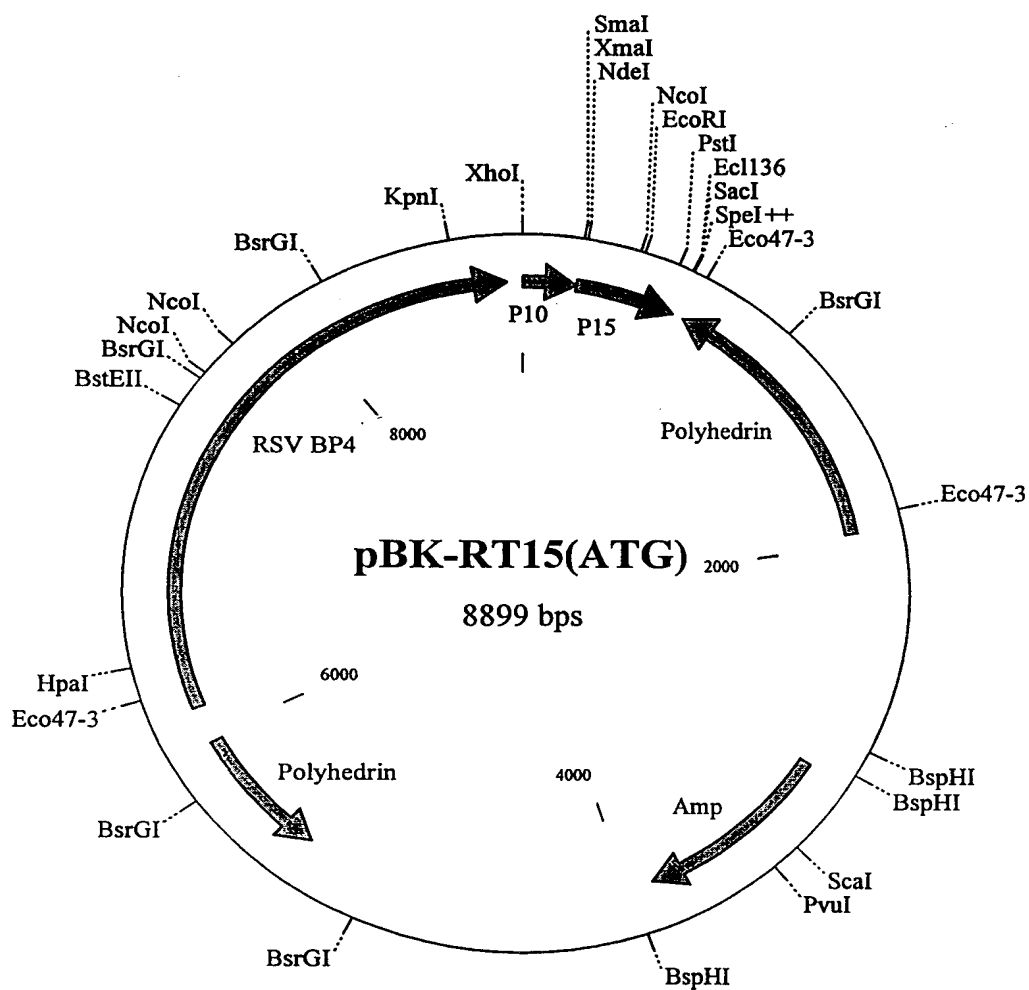 SmaI
XmaI
NdeI
NcoI
EcoRI
PstI
Ecl136
SacI
SpeI++
Eco47-3
XhoI
KpnI
BsrGI
NcoI
NcoI
BsrGI
BstEII
BsrGI
P10
P15
Polyhedrin
RSV BP4
8000
Eco47-3
pBK-RT15(ATG)
2000
8899 bps
6000
HpaI
Eco47-3
Polyhedrin
4000
Amp
BspHI
BspHI
BsrGI
ScaI
PvuI
BsrGI
BspHI